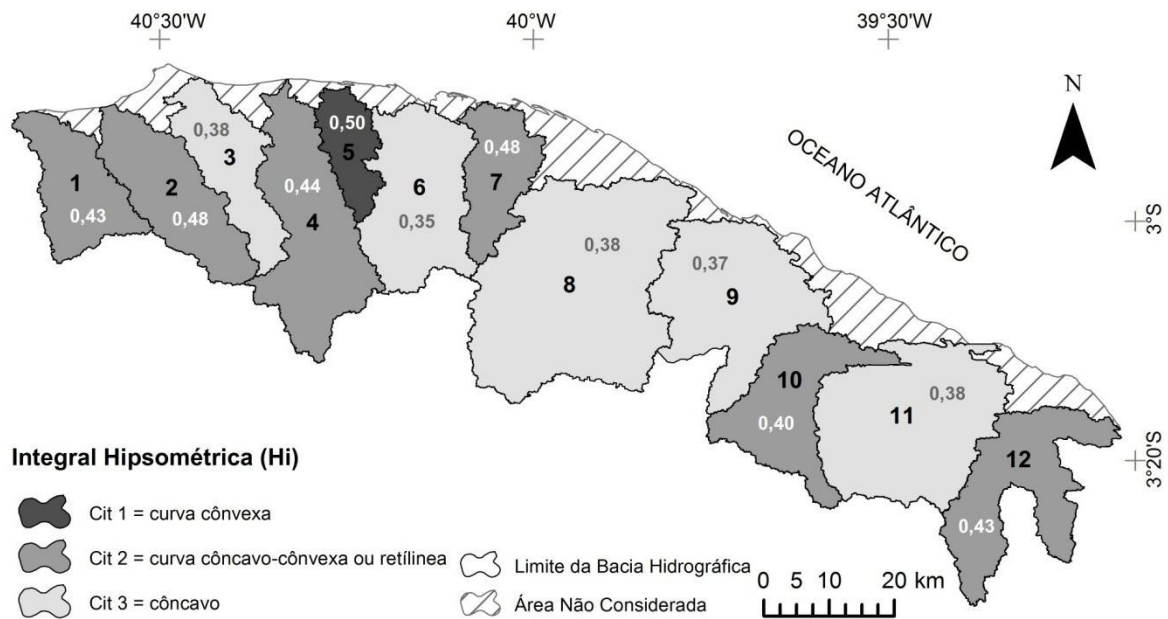 40°30'W
40°W
39°30'W
N
OCEANO ATLÂNTICO
3°S
3°20'S
1
0,43
2
0,48
0,38
3
0,44
4
0,50
5
6
0,35
0,48
7
0,38
8
0,37
9
10
0,40
0,38
11
12
0,43
Integral Hipsométrica (Hi)
Cit 1 = curva cônvexa
Cit 2 = curva côncavo-cônvexa ou retílinea
Cit 3 = côncavo
Limite da Bacia Hidrográfica
Área Não Considerada
0 5 10 20 km